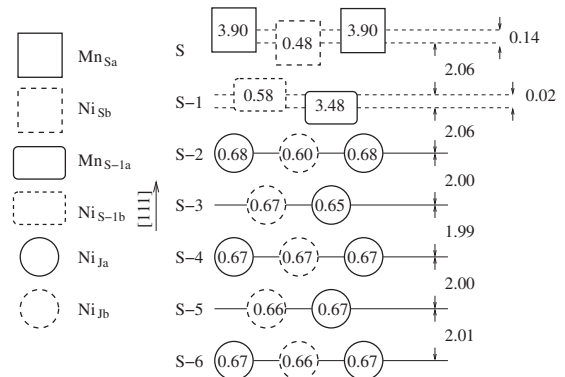 3.90 3.90
0.48
S
0.14
Mn_Sa
2.06
Ni_Sb
0.58
S−1
3.48
0.02
2.06
Mn_S−1a
S−2
0.68 0.60 0.68
2.00
Ni_S−1b
[111]
S−3
0.67 0.65
1.99
Ni_Ja
S−4
0.67 0.67 0.67
2.00
Ni_Jb
S−5
0.66 0.67
2.01
S−6
0.67 0.66 0.67